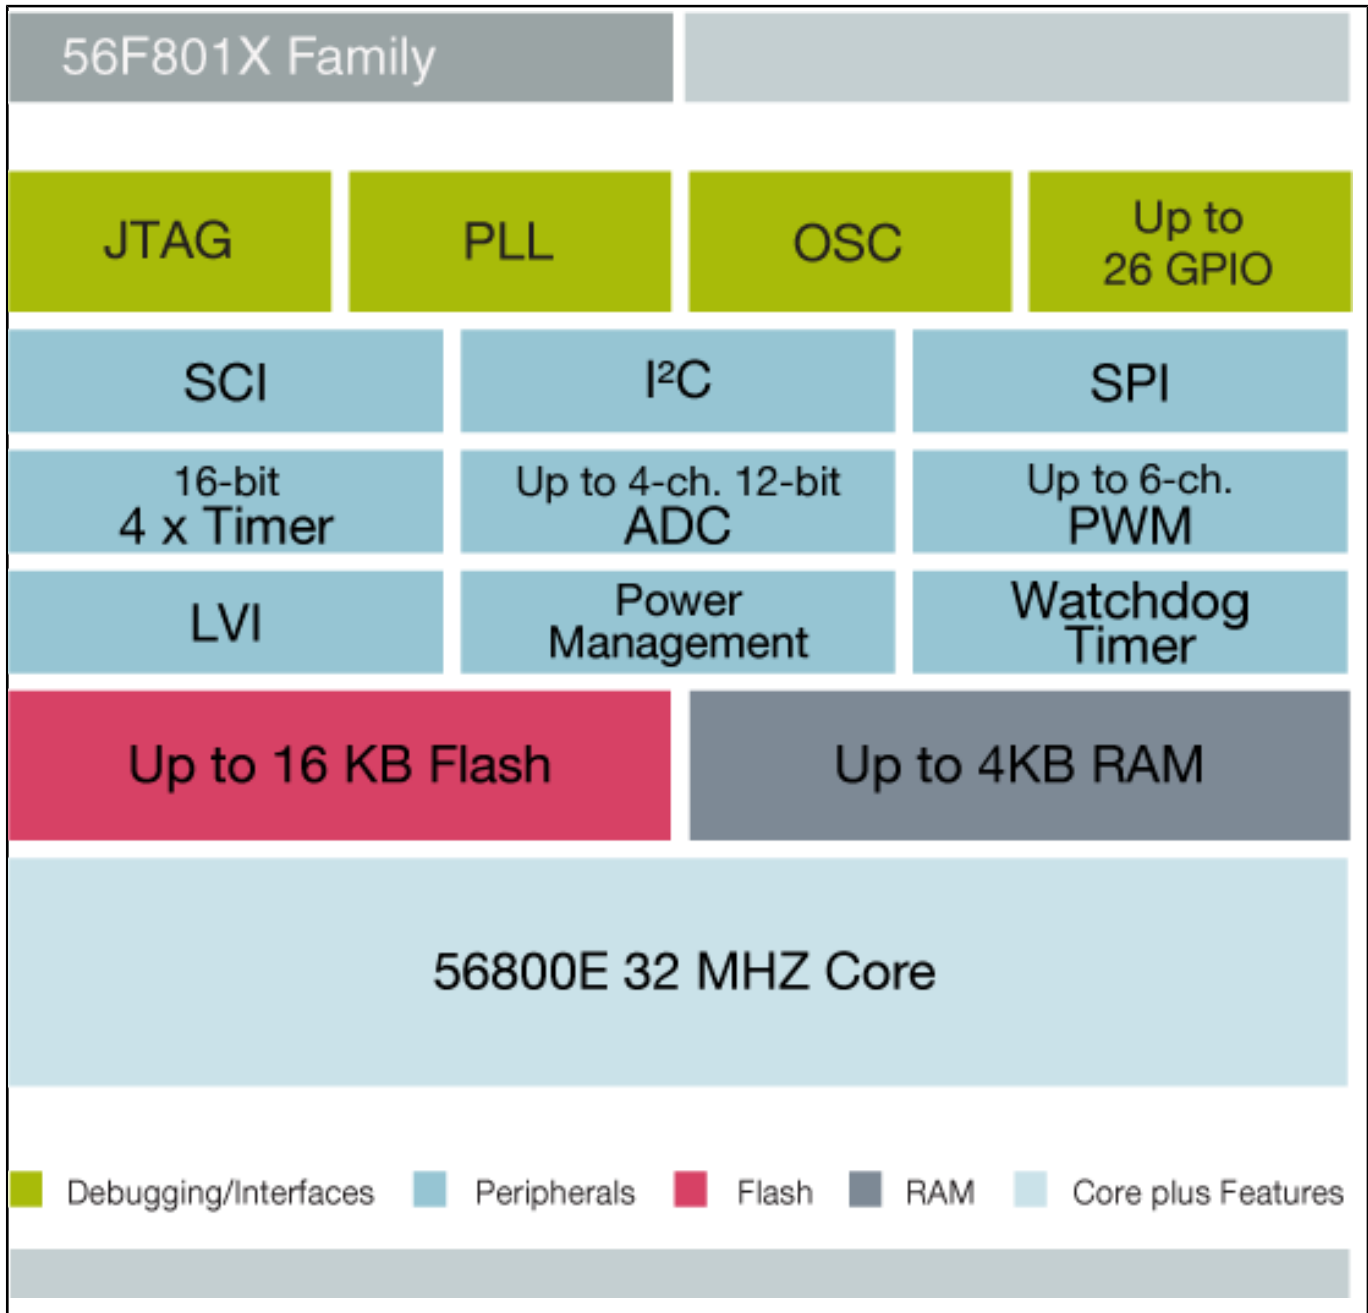 56F801X Family
JTAG
PLL
OSC
Up to
26 GPIO
SCI
I²C
SPI
16-bit
4 x Timer
Up to 4-ch. 12-bit
ADC
Up to 6-ch.
PWM
LVI
Power
Management
Watchdog
Timer
Up to 16 KB Flash
Up to 4KB RAM
56800E 32 MHZ Core
Debugging/Interfaces
Peripherals
Flash
RAM
Core plus Features